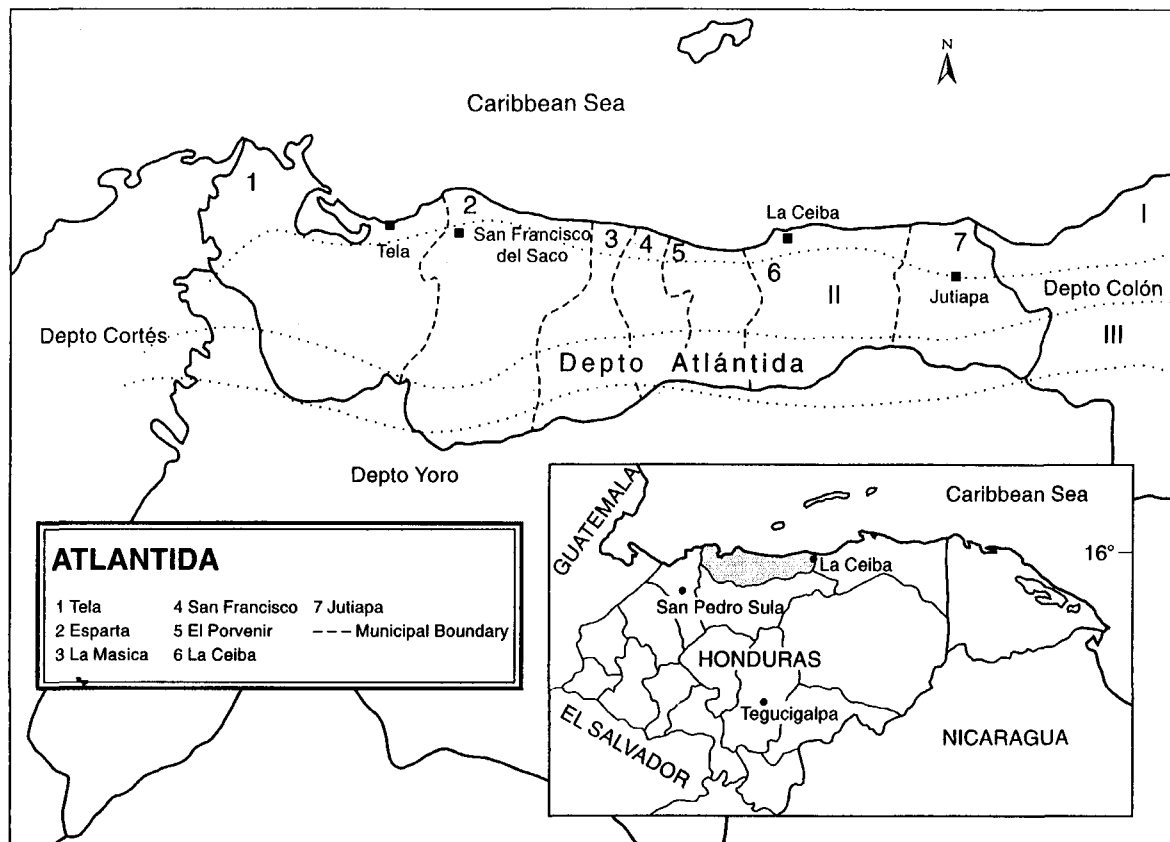 N
Caribbean Sea
1
2
3
4
5
6
7
I
La Ceiba
Tela
San Francisco
del Saco
II
Jutiapa
Depto Colón
III
Depto Cortés
Depto Atlántida
Depto Yoro
ATLANTIDA
1 Tela
2 Esparta
3 La Masica
4 San Francisco
5 El Porvenir
6 La Ceiba
7 Jutiapa
--- Municipal Boundary
GUATEMALA
Caribbean Sea
16°
La Ceiba
San Pedro Sula
HONDURAS
Tegucigalpa
EL SALVADOR
NICARAGUA